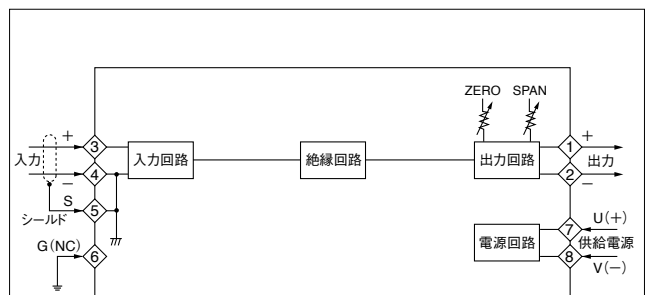 ZERO SPAN
+ 3 入力回路 絶縁回路 出力回路 1 +
入力 出力
− 4 2 −
S 5
シールド
G(NC) 6
電源回路 7 U(+)
供給電源
8 V(−)